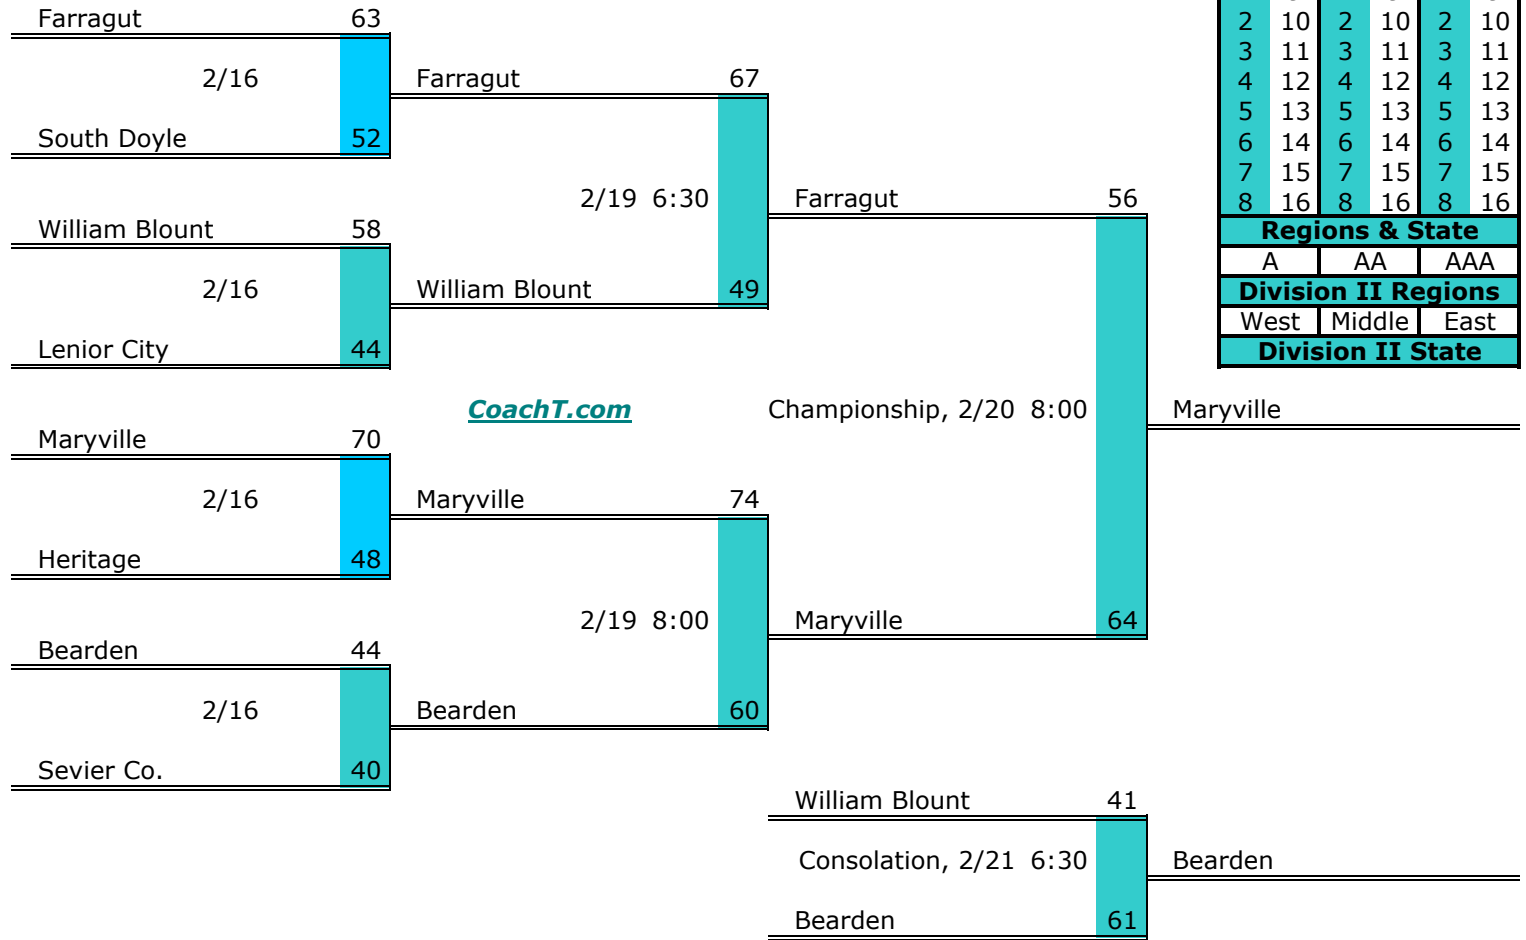 Farragut 63
2/16
South Doyle 52
Farragut 67
2/19 6:30
William Blount 49
William Blount 58
2/16
Lenior City 44
Farragut 56
Championship, 2/20 8:00
Maryville 64
Maryville
CoachT.com
Maryville 70
2/16
Heritage 48
Maryville 74
2/19 8:00
Bearden 60
Bearden 44
2/16
Sevier Co. 40
William Blount 41
Consolation, 2/21 6:30
Bearden 61
Bearden
2 10 2 10 2 10
3 11 3 11 3 11
4 12 4 12 4 12
5 13 5 13 5 13
6 14 6 14 6 14
7 15 7 15 7 15
8 16 8 16 8 16
Regions & State
A AA AAA
Division II Regions
West Middle East
Division II State